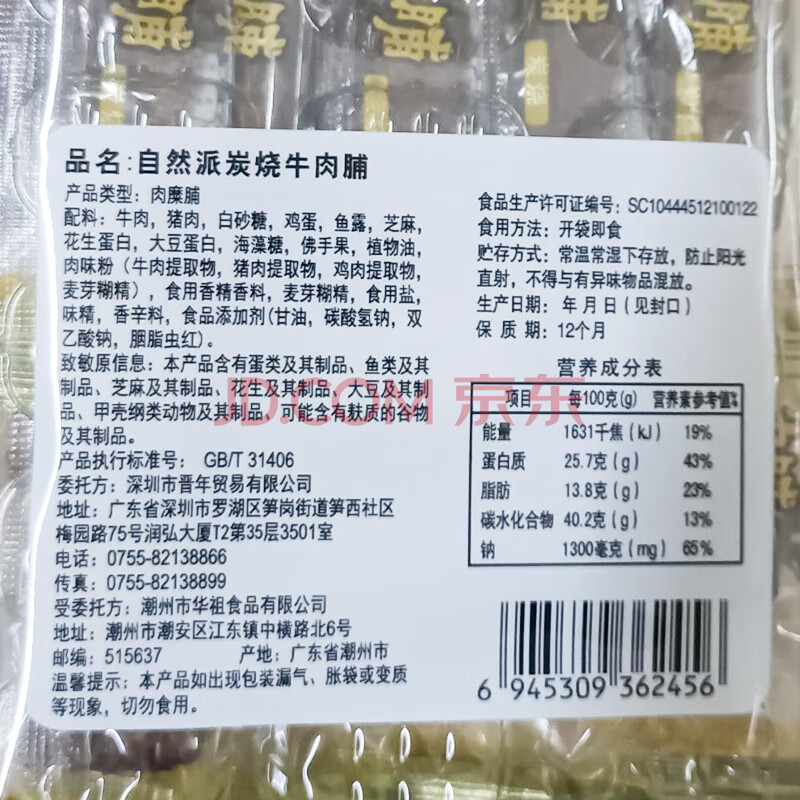 脯
脯
脯
品名:自然派炭烧牛肉脯
产品类型: 肉糜脯
配料: 牛肉, 猪肉, 白砂糖, 鸡蛋, 鱼露, 芝麻,
花生蛋白, 大豆蛋白, 海藻糖, 佛手果, 植物油,
肉味粉 (牛肉提取物, 猪肉提取物, 鸡肉提取物,
麦芽糊精), 食用香精香料, 麦芽糊精, 食用盐,
味精, 香辛料, 食品添加剂(甘油, 碳酸氢钠, 双
乙酸钠, 胭脂虫红)。
致敏原信息: 本产品含有蛋类及其制品、鱼类及其
制品、芝麻及其制品、花生及其制品、大豆及其制
品、甲壳纲类动物及其制品, 可能含有麸质的谷物
及其制品。
产品执行标准号: GB/T 31406
委托方: 深圳市晋年贸易有限公司
地址: 广东省深圳市罗湖区笋岗街道笋西社区
梅园路75号润弘大厦T2第35层3501室
电话: 0755-82138866
传真: 0755-82138899
受委托方: 潮州市华祖食品有限公司
地址: 潮州市潮安区江东镇中横路北6号
邮编: 515637 产地: 广东省潮州市
温馨提示: 本产品如出现包装漏气、胀袋或变质
等现象, 切勿食用。
食品生产许可证编号: SC10444512100122
食用方法: 开袋即食
贮存方式: 常温常湿下存放, 防止阳光
直射, 不得与有异味物品混放。
生产日期: 年 月 日 (见封口)
保 质 期: 12个月
营养成分表
项目 每100克(g) 营养素参考值%
能量 1631千焦(kJ) 19%
蛋白质 25.7克(g) 43%
脂肪 13.8克(g) 23%
碳水化合物 40.2克(g) 13%
钠 1300毫克(mg) 65%
6 945309 362456
JD.COM 京东